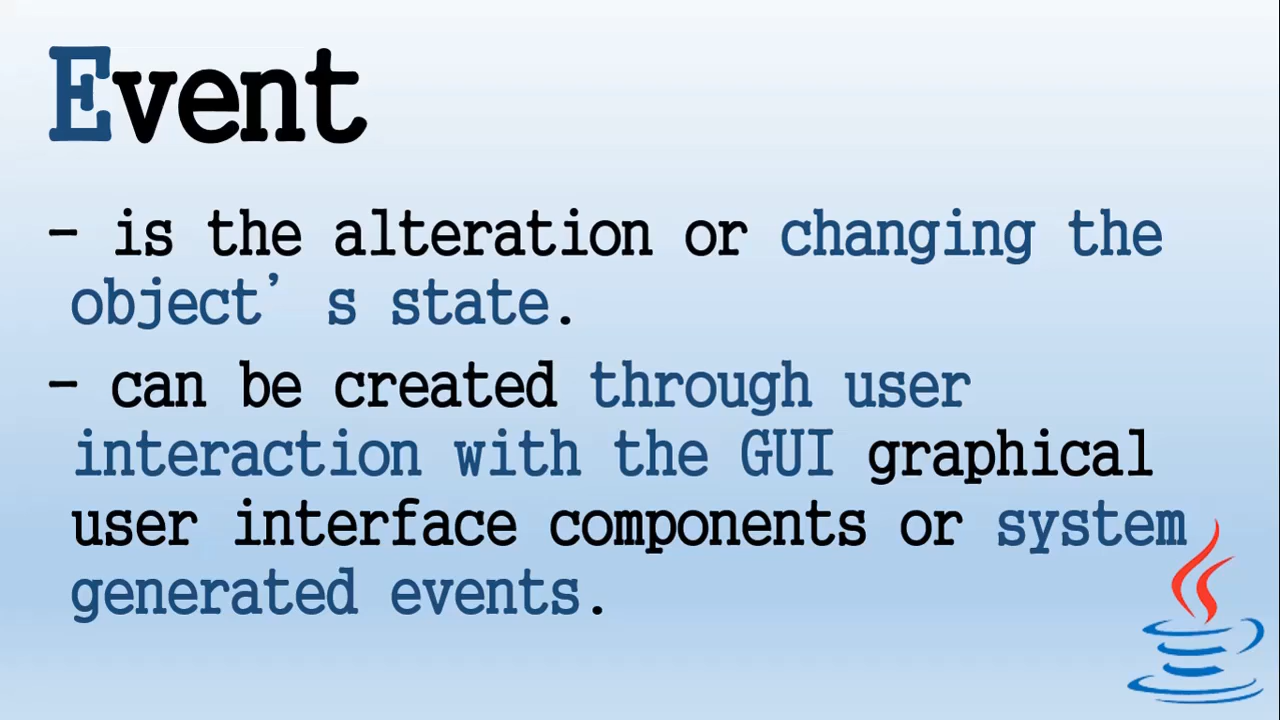 Event
- is the alteration or changing the
object's state.
- can be created through user
interaction with the GUI graphical
user interface components or system
generated events.